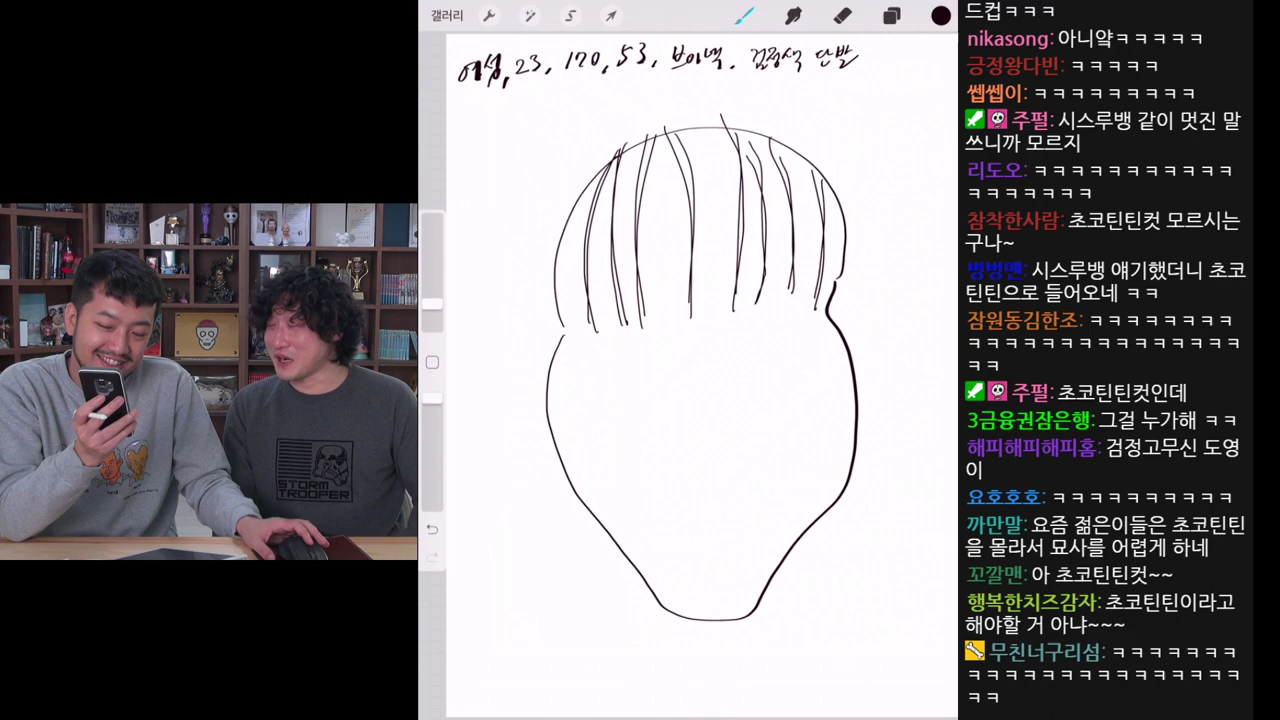 갤러리
여성, 23, 170, 53, 브이넥. 검정색 단발
STORM
TROOPER
드컵ㅋㅋㅋ
nikasong: 아니얔ㅋㅋㅋㅋㅋ
긍정왕다빈: ㅋㅋㅋㅋㅋ
쎕쎕이: ㅋㅋㅋㅋㅋㅋㅋㅋㅋ
주펄: 시스루뱅 같이 멋진 말
쓰니까 모르지
리도오: ㅋㅋㅋㅋㅋㅋㅋㅋㅋㅋㅋ
ㅋㅋㅋㅋㅋㅋㅋ
참착한사람: 초코틴틴컷 모르시는
구나~
벙벙맨: 시스루뱅 얘기했더니 초코
틴틴으로 들어오네 ㅋㅋ
잠원동김한조: ㅋㅋㅋㅋㅋㅋㅋㅋ
ㅋㅋㅋㅋㅋㅋㅋㅋㅋㅋㅋㅋㅋㅋㅋ
ㅋㅋ
주펄: 초코틴틴컷인데
3금융권잠은행: 그걸 누가해 ㅋㅋ
해피해피해피홈: 검정고무신 도영
이
요호호호: ㅋㅋㅋㅋㅋㅋㅋㅋㅋㅋ
까만말: 요즘 젊은이들은 초코틴틴
을 몰라서 묘사를 어렵게 하네
꼬깔맨: 아 초코틴틴컷~~
행복한치즈감자: 초코틴틴이라고
해야할 거 아냐~~~
무친너구리섬: ㅋㅋㅋㅋㅋㅋㅋ
ㅋㅋㅋㅋㅋㅋㅋㅋㅋㅋㅋㅋㅋㅋㅋ
ㅋㅋ